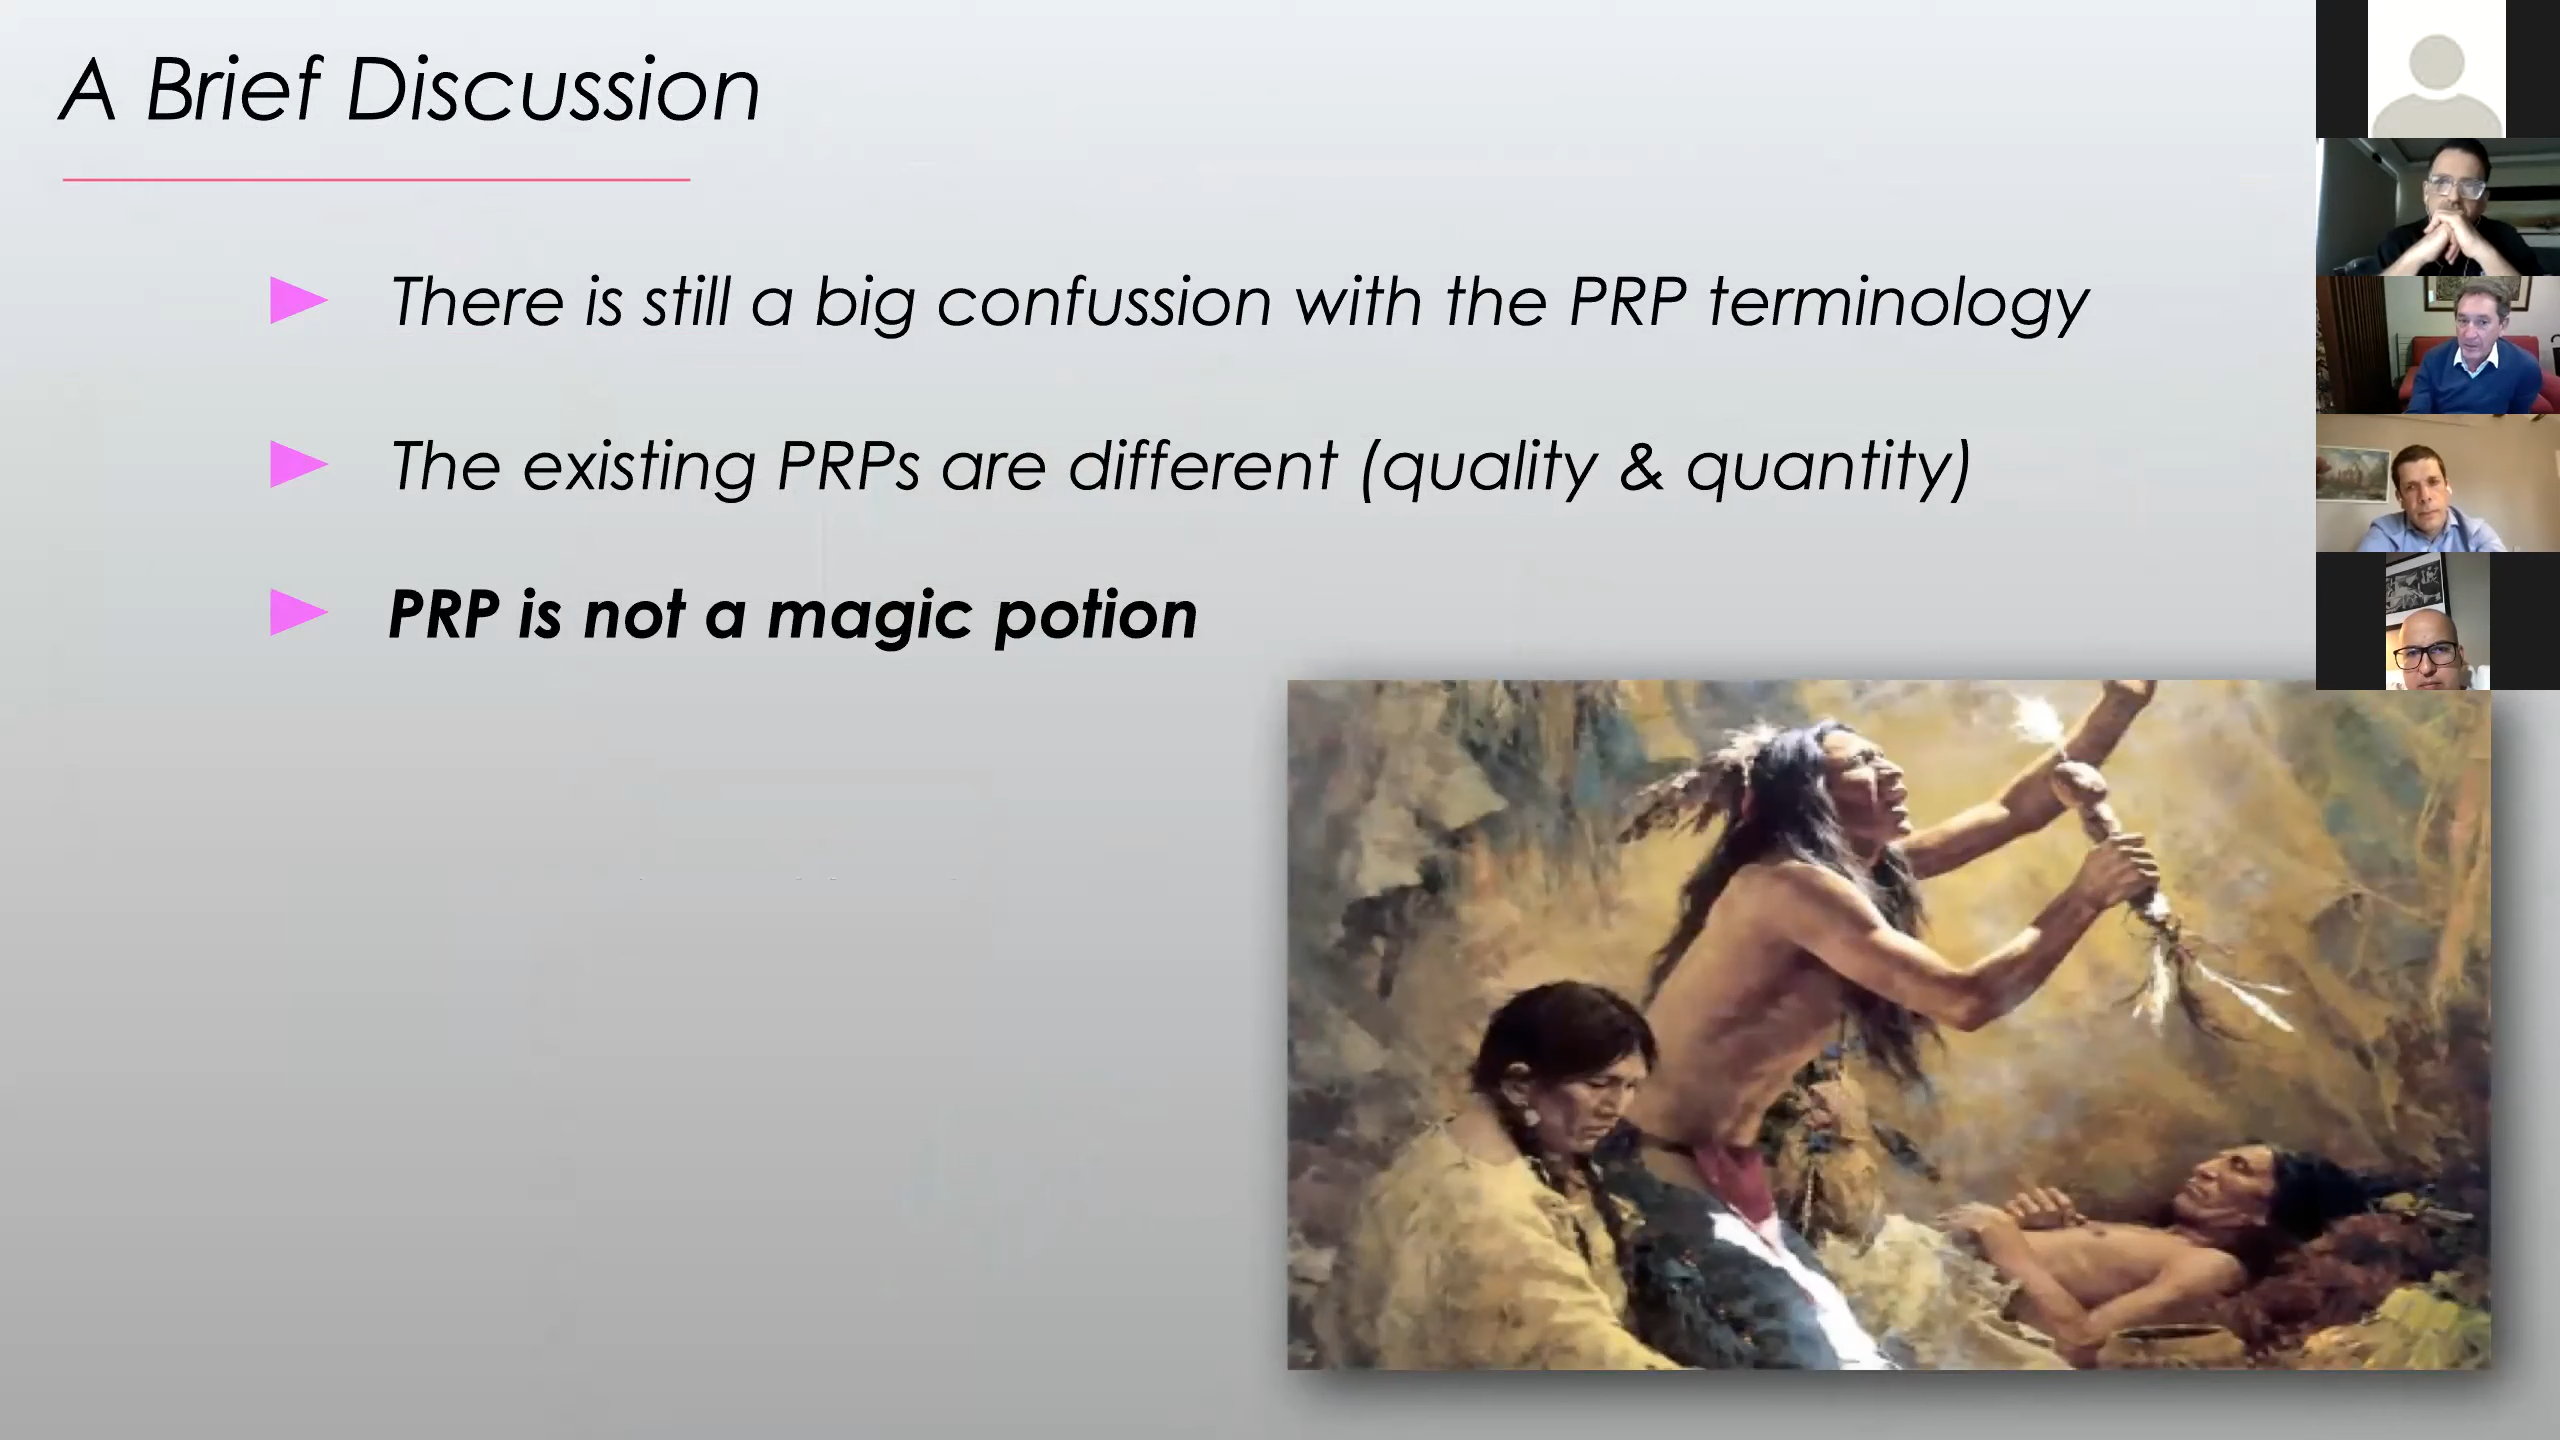 A Brief Discussion
There is still a big confussion with the PRP terminology
The existing PRPs are different (quality & quantity)
PRP is not a magic potion